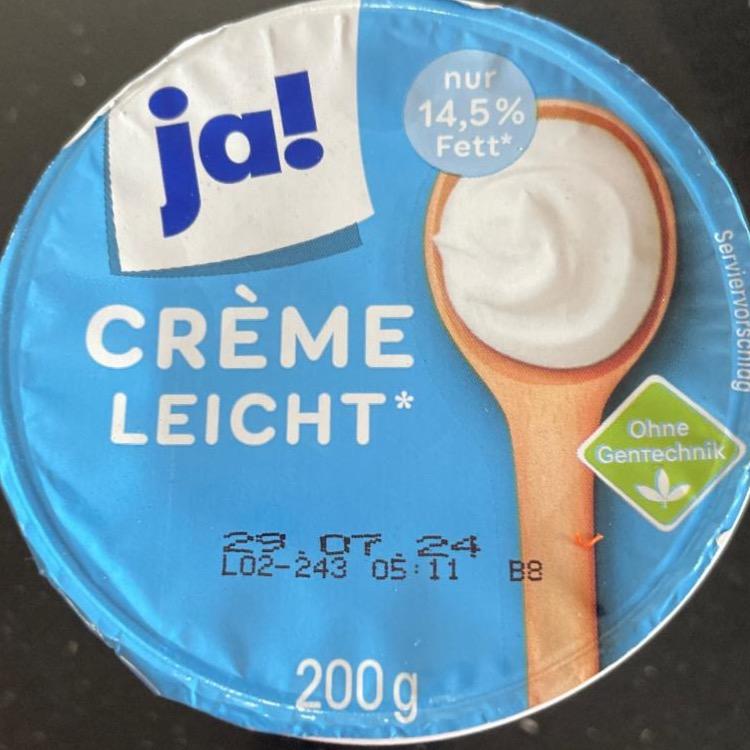 ja!
nur
14,5%
Fett*
CRÈME
LEICHT*
Serviervorschlag
Ohne
Gentechnik
29.07.24
L02-243 05:11 B8
200g